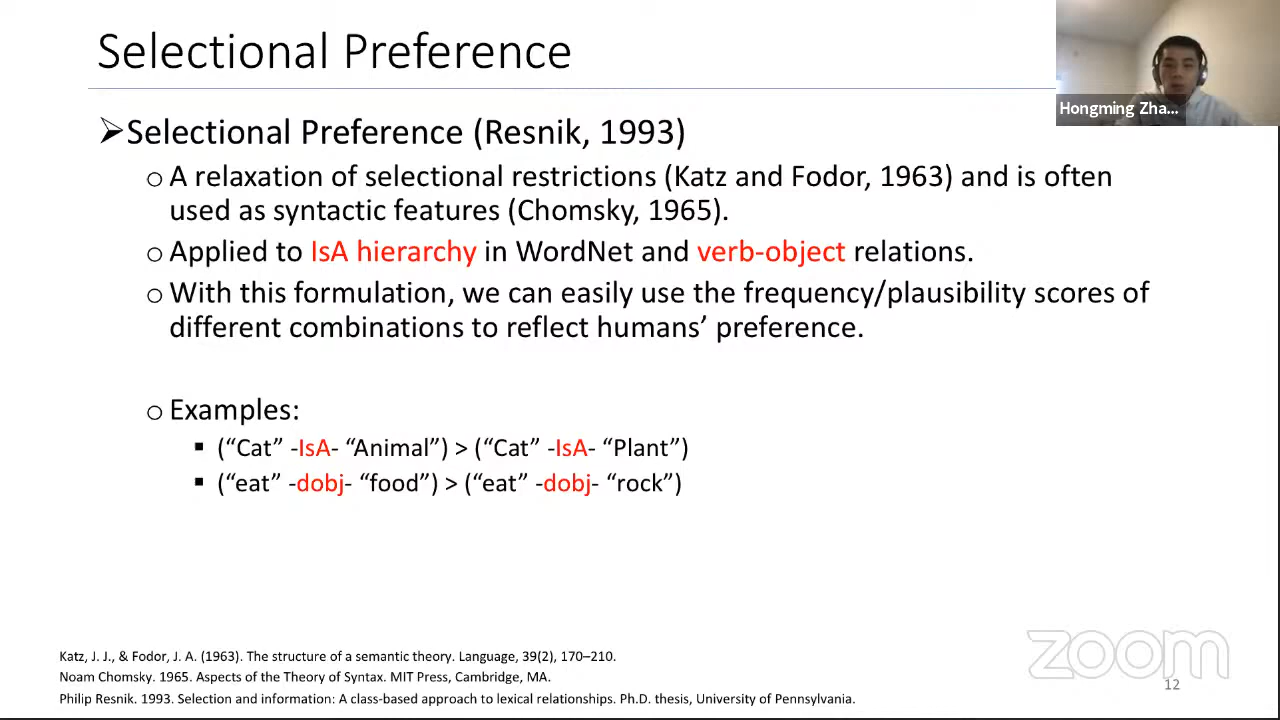 Selectional Preference
Hongming Zha...
➢Selectional Preference (Resnik, 1993)
o A relaxation of selectional restrictions (Katz and Fodor, 1963) and is often
used as syntactic features (Chomsky, 1965).
o Applied to IsA hierarchy in WordNet and verb-object relations.
o With this formulation, we can easily use the frequency/plausibility scores of
different combinations to reflect humans’ preference.
o Examples:
▪ (“Cat” -IsA- “Animal”) > (“Cat” -IsA- “Plant”)
▪ (“eat” -dobj- “food”) > (“eat” -dobj- “rock”)
Katz, J. J., & Fodor, J. A. (1963). The structure of a semantic theory. Language, 39(2), 170–210.
Noam Chomsky. 1965. Aspects of the Theory of Syntax. MIT Press, Cambridge, MA.
Philip Resnik. 1993. Selection and information: A class-based approach to lexical relationships. Ph.D. thesis, University of Pennsylvania.
zoom
12